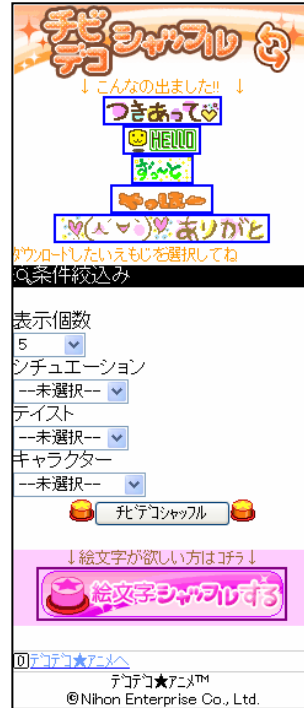 チビデコシャッフル
↓こんなの出ました!! ↓
つきあって
HELLO
ずっ〜と
やっほー
(人´∀`) ありがと
ﾀﾞｳﾝﾛｰﾄﾞしたいえもじを選択してね
条件絞込み
表示個数
5
シチュエーション
--未選択--
テイスト
--未選択--
キャラクター
--未選択--
ﾁﾋﾞﾃﾞｺｼｬｯﾌﾙ
↓絵文字が欲しい方はｺﾁﾗ↓
絵文字シャッフルする
0 ﾃﾞｺﾃﾞｺ★ｱﾆﾒへ
ﾃﾞｺﾃﾞｺ★ｱﾆﾒ™
©Nihon Enterprise Co., Ltd.